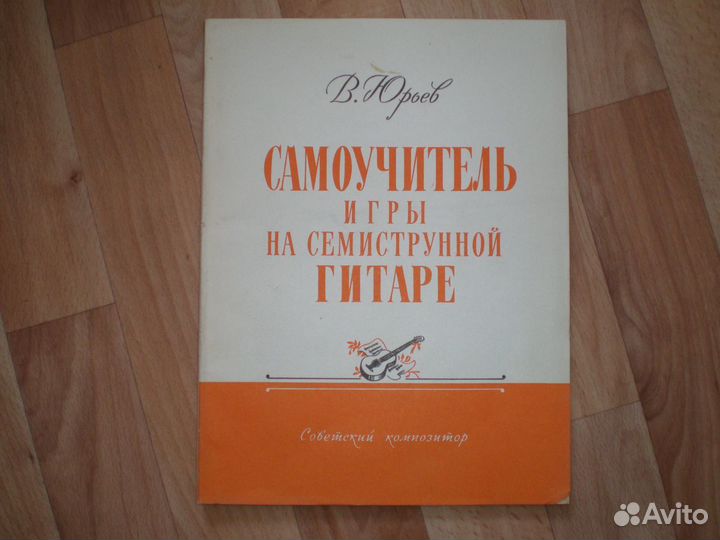 В. Юрьев
САМОУЧИТЕЛЬ
ИГРЫ
НА СЕМИСТРУННОЙ
ГИТАРЕ
Советский композитор
Avito